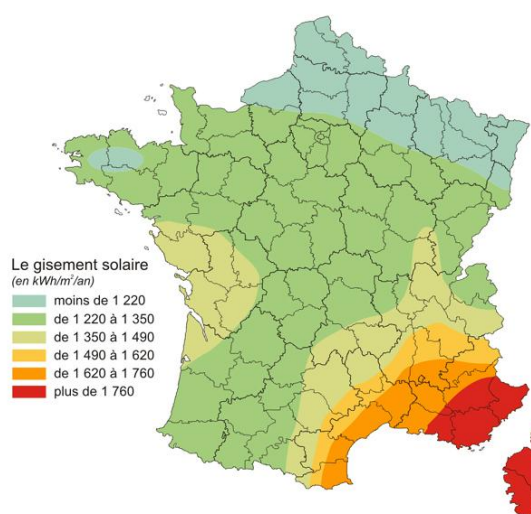 Le gisement solaire
(en kWh/m²/an)
moins de 1 220
de 1 220 à 1 350
de 1 350 à 1 490
de 1 490 à 1 620
de 1 620 à 1 760
plus de 1 760